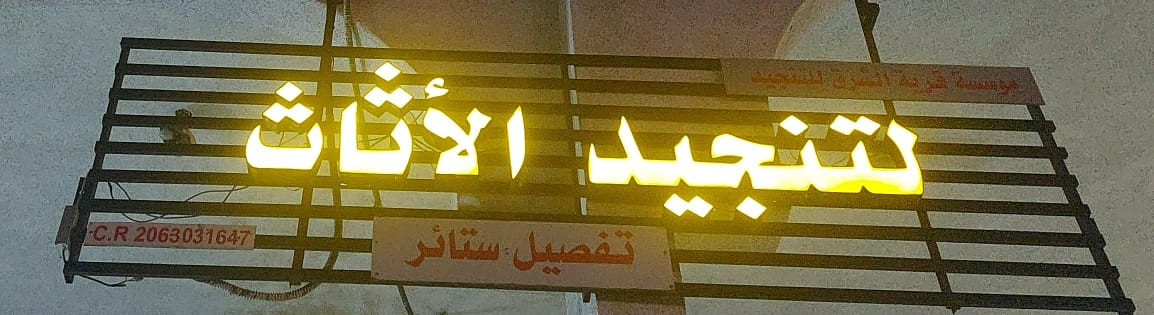 مؤسسة قرية الشرق للتنجيد
لتنجيد الأثاث
تفصيل ستائر
C.R 2063031647